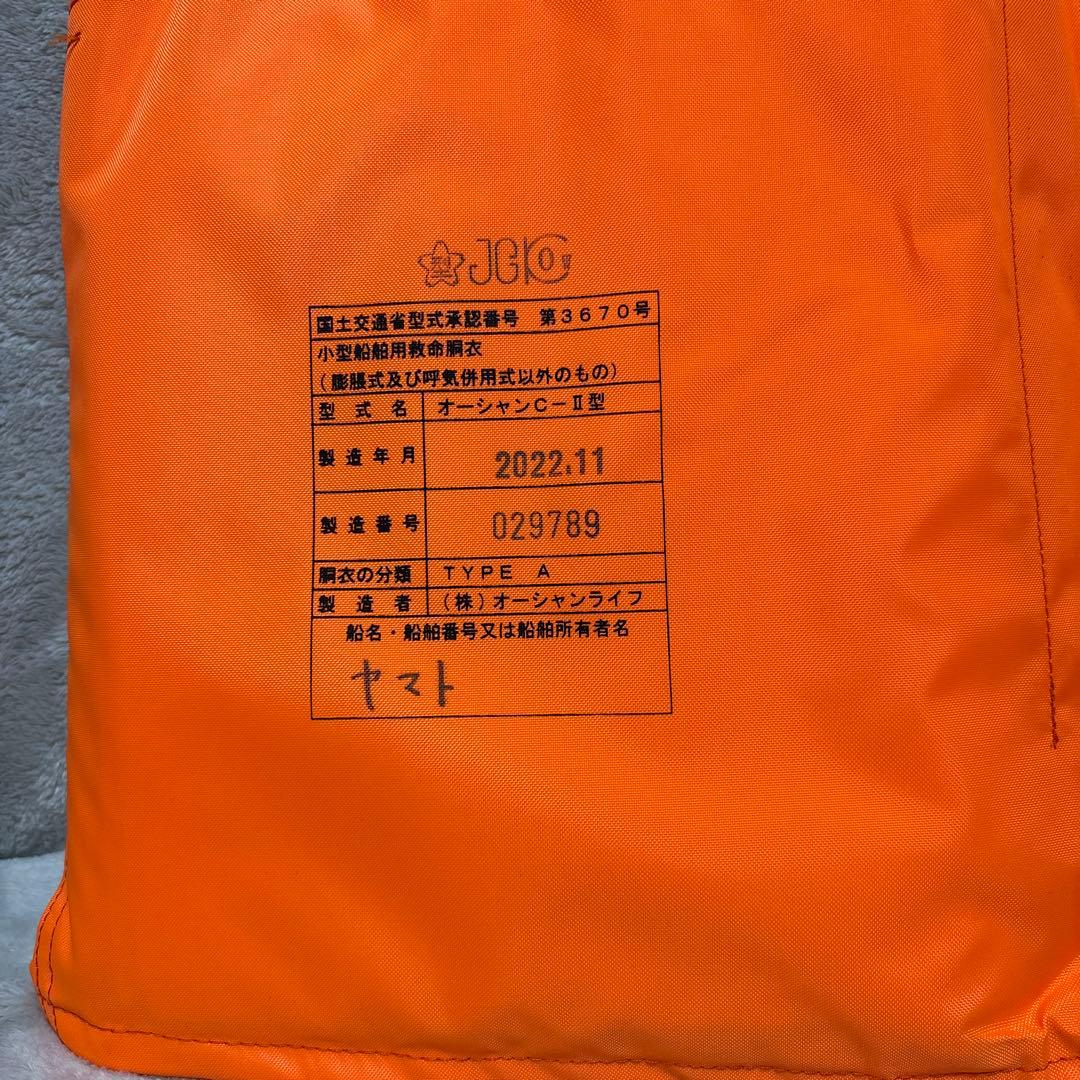 型 JCI
国土交通省型式承認番号 第3670号
小型船舶用救命胴衣
(膨脹式及び呼気併用式以外のもの)
型式名 オーシャンC-Ⅱ型
製造年月 2022.11
製造番号 029789
胴衣の分類 TYPE A
製造者 (株)オーシャンライフ
船名・船舶番号又は船舶所有者名
ヤマト